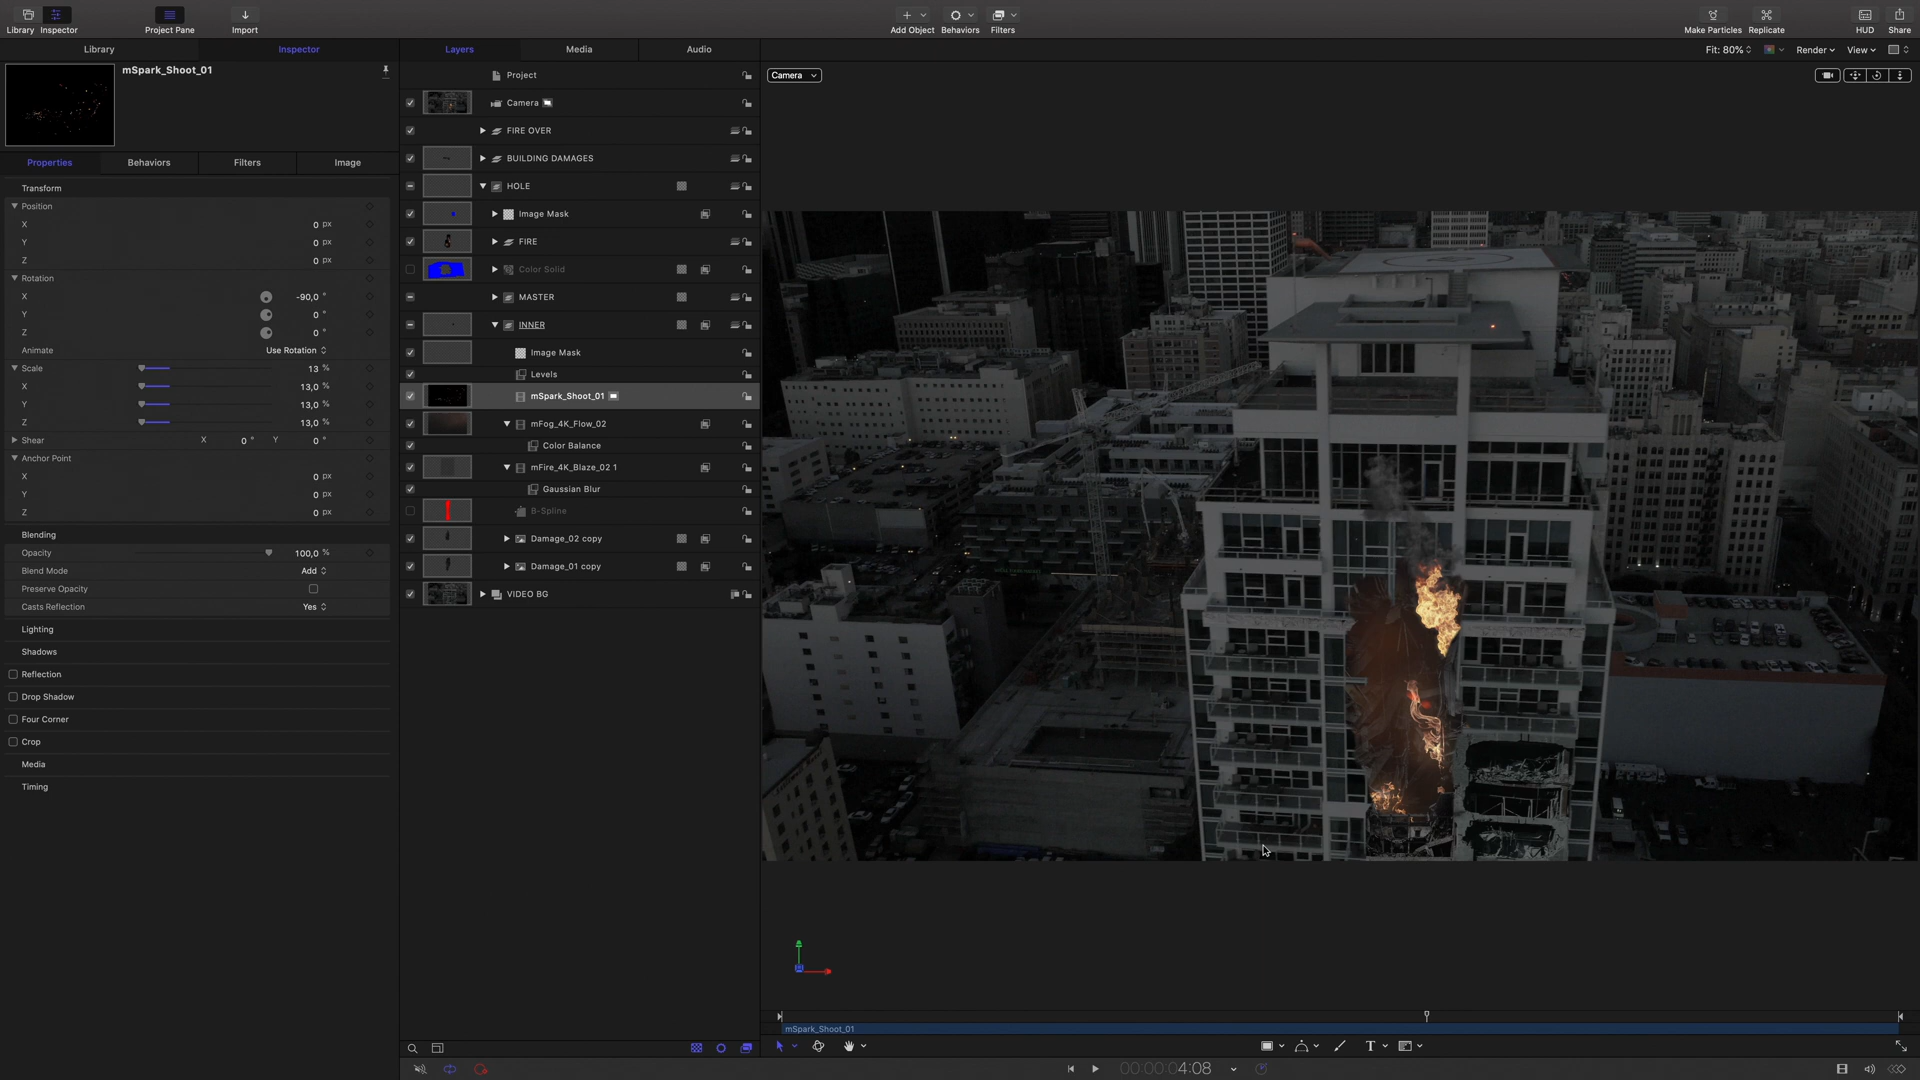 Library
Inspector
Project Pane
Import
Add Object
Behaviors
Filters
Make Particles
Replicate
HUD
Share
Library
Inspector
Layers
Media
Audio
Fit: 80%
Render
View
mSpark_Shoot_01
Properties
Behaviors
Filters
Image
Transform
Position
X 0 px
Y 0 px
Z 0 px
Rotation
X -90,0 °
Y 0 °
Z 0 °
Animate Use Rotation
Scale 13 %
X 13,0 %
Y 13,0 %
Z 13,0 %
Shear X 0 ° Y 0 °
Anchor Point
X 0 px
Y 0 px
Z 0 px
Blending
Opacity 100,0 %
Blend Mode Add
Preserve Opacity
Casts Reflection Yes
Lighting
Shadows
Reflection
Drop Shadow
Four Corner
Crop
Media
Timing
Project
Camera
FIRE OVER
BUILDING DAMAGES
HOLE
Image Mask
FIRE
Color Solid
MASTER
INNER
Image Mask
Levels
mSpark_Shoot_01
mFog_4K_Flow_02
Color Balance
mFire_4K_Blaze_02 1
Gaussian Blur
B-Spline
Damage_02 copy
Damage_01 copy
VIDEO BG
Camera
mSpark_Shoot_01
T
00:00:04:08